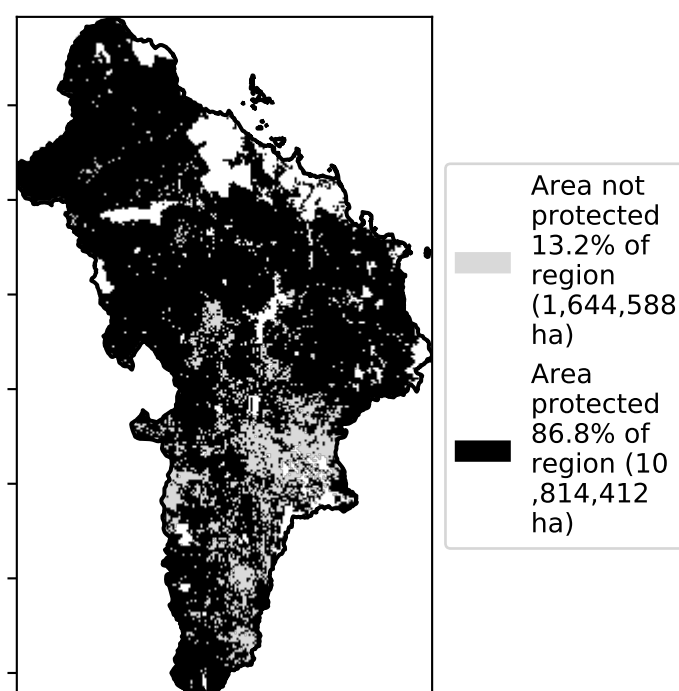 Area not
protected
13.2% of
region
(1,644,588
ha)
Area
protected
86.8% of
region (10
,814,412
ha)